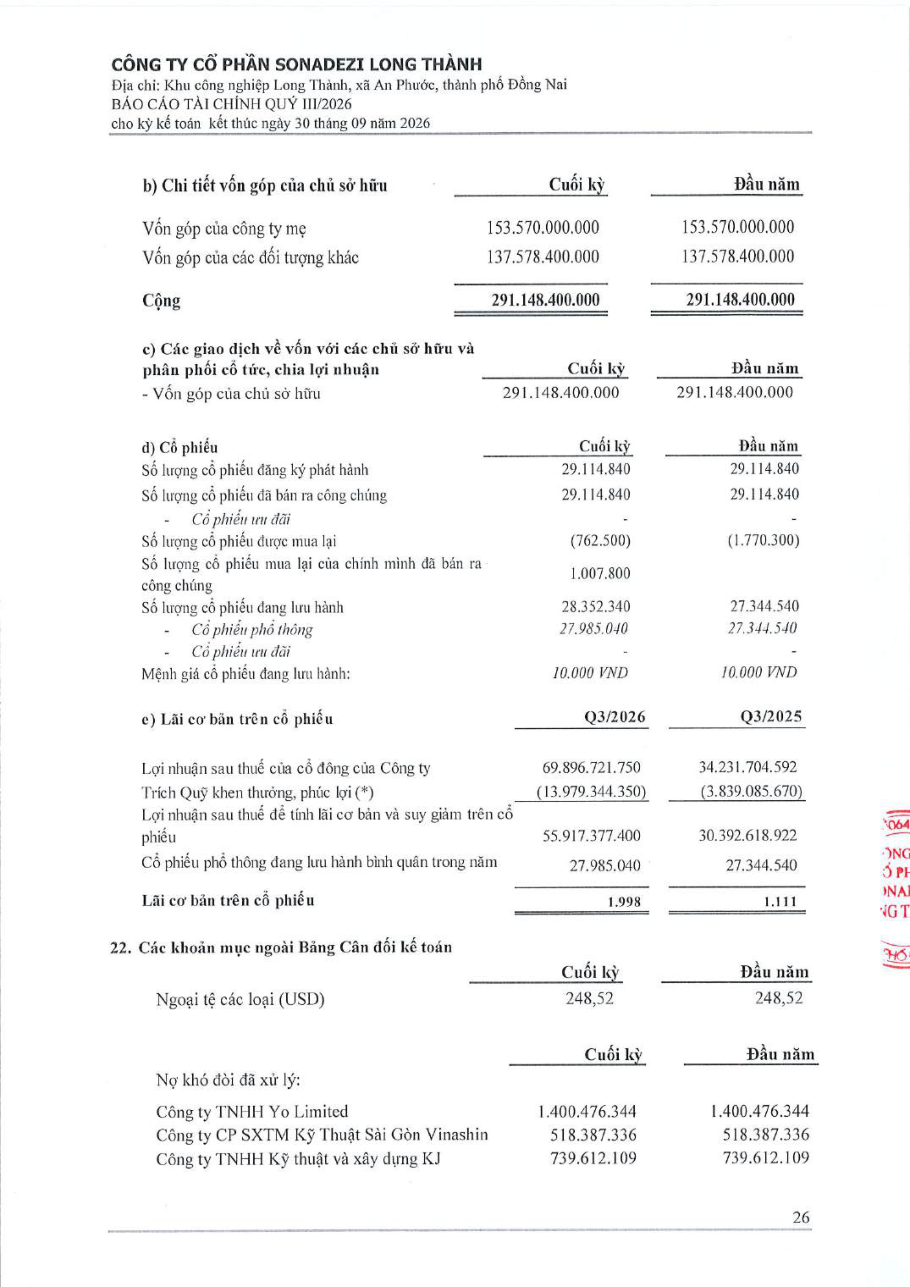 CÔNG TY CỔ PHẦN SONADEZI LONG THÀNH
Địa chỉ: Khu công nghiệp Long Thành, xã An Phước, thành phố Đồng Nai
BÁO CÁO TÀI CHÍNH QUÝ III/2026
cho kỳ kế toán kết thúc ngày 30 tháng 09 năm 2026
b) Chi tiết vốn góp của chủ sở hữu Cuối kỳ Đầu năm
Vốn góp của công ty mẹ 153.570.000.000 153.570.000.000
Vốn góp của các đối tượng khác 137.578.400.000 137.578.400.000
Cộng 291.148.400.000 291.148.400.000
c) Các giao dịch về vốn với các chủ sở hữu và
phân phối cổ tức, chia lợi nhuận Cuối kỳ Đầu năm
- Vốn góp của chủ sở hữu 291.148.400.000 291.148.400.000
d) Cổ phiếu Cuối kỳ Đầu năm
Số lượng cổ phiếu đăng ký phát hành 29.114.840 29.114.840
Số lượng cổ phiếu đã bán ra công chúng 29.114.840 29.114.840
- Cổ phiếu ưu đãi - -
Số lượng cổ phiếu được mua lại (762.500) (1.770.300)
Số lượng cổ phiếu mua lại của chính mình đã bán ra
công chúng 1.007.800
Số lượng cổ phiếu đang lưu hành 28.352.340 27.344.540
- Cổ phiếu phổ thông 27.985.040 27.344.540
- Cổ phiếu ưu đãi - -
Mệnh giá cổ phiếu đang lưu hành: 10.000 VND 10.000 VND
e) Lãi cơ bản trên cổ phiếu Q3/2026 Q3/2025
Lợi nhuận sau thuế của cổ đông của Công ty 69.896.721.750 34.231.704.592
Trích Quỹ khen thưởng, phúc lợi (*) (13.979.344.350) (3.839.085.670)
Lợi nhuận sau thuế để tính lãi cơ bản và suy giảm trên cổ
phiếu 55.917.377.400 30.392.618.922
Cổ phiếu phổ thông đang lưu hành bình quân trong năm 27.985.040 27.344.540
Lãi cơ bản trên cổ phiếu 1.998 1.111
22. Các khoản mục ngoài Bảng Cân đối kế toán
Cuối kỳ Đầu năm
Ngoại tệ các loại (USD) 248,52 248,52
Cuối kỳ Đầu năm
Nợ khó đòi đã xử lý:
Công ty TNHH Yo Limited 1.400.476.344 1.400.476.344
Công ty CP SXTM Kỹ Thuật Sài Gòn Vinashin 518.387.336 518.387.336
Công ty TNHH Kỹ thuật và xây dựng KJ 739.612.109 739.612.109
26